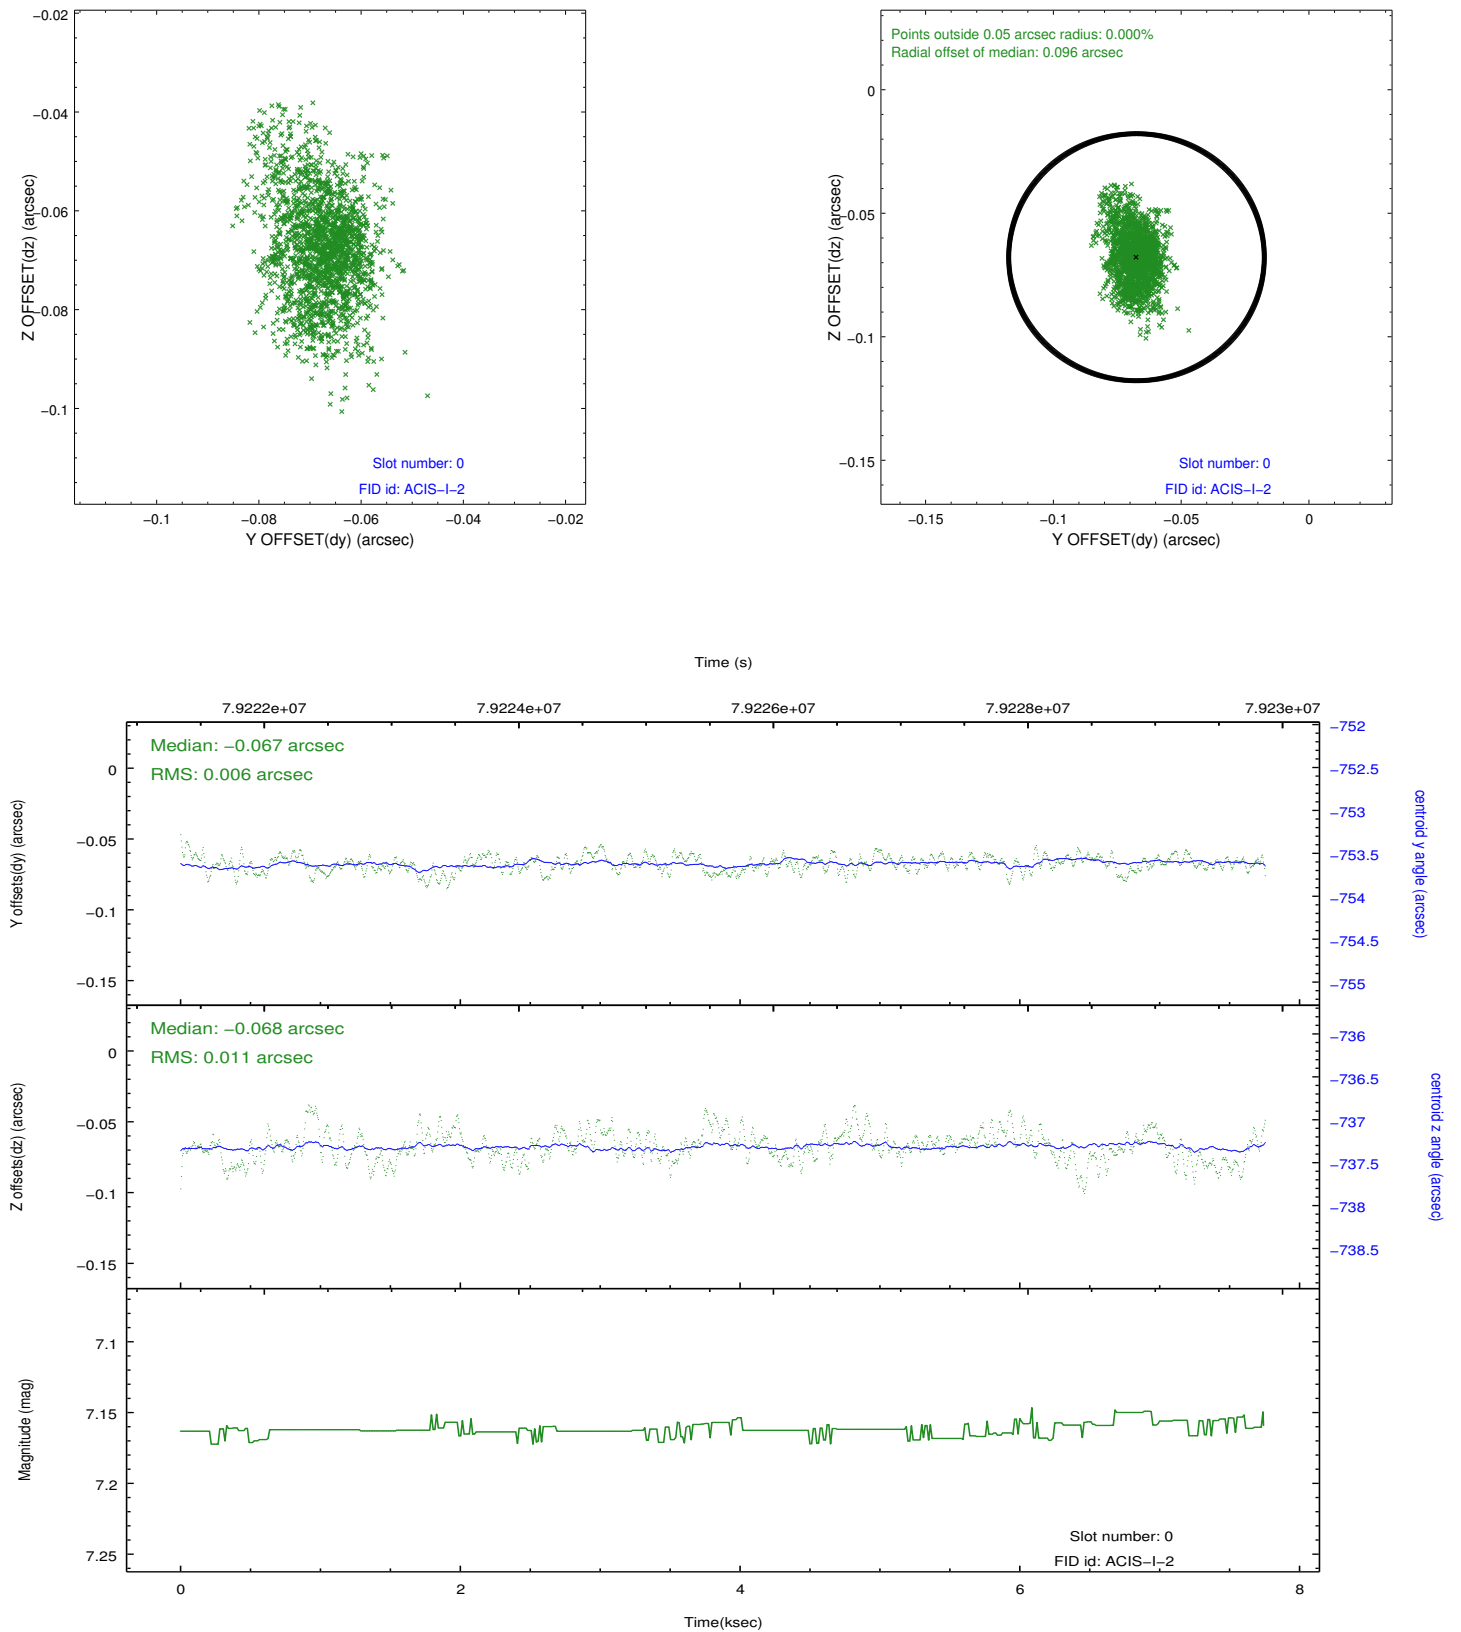 −0.02
−0.04
−0.06
−0.08
−0.1
Z OFFSET(dz) (arcsec)
Slot number: 0
FID id: ACIS−I−2
−0.1
−0.08
−0.06
−0.04
−0.02
Y OFFSET(dy) (arcsec)
Points outside 0.05 arcsec radius: 0.000%
Radial offset of median: 0.096 arcsec
0
−0.05
−0.1
−0.15
Z OFFSET(dz) (arcsec)
Slot number: 0
FID id: ACIS−I−2
−0.15
−0.1
−0.05
0
Y OFFSET(dy) (arcsec)
Time (s)
7.9222e+07
7.9224e+07
7.9226e+07
7.9228e+07
7.923e+07
Median: −0.067 arcsec
RMS: 0.006 arcsec
0
−0.05
−0.1
−0.15
Y offsets(dy) (arcsec)
−752
−752.5
−753
−753.5
−754
−754.5
−755
centroid y angle (arcsec)
Median: −0.068 arcsec
RMS: 0.011 arcsec
0
−0.05
−0.1
−0.15
Z offsets(dz) (arcsec)
−736
−736.5
−737
−737.5
−738
−738.5
centroid z angle (arcsec)
7.1
7.15
7.2
7.25
Magnitude (mag)
Slot number: 0
FID id: ACIS−I−2
0
2
4
6
8
Time(ksec)